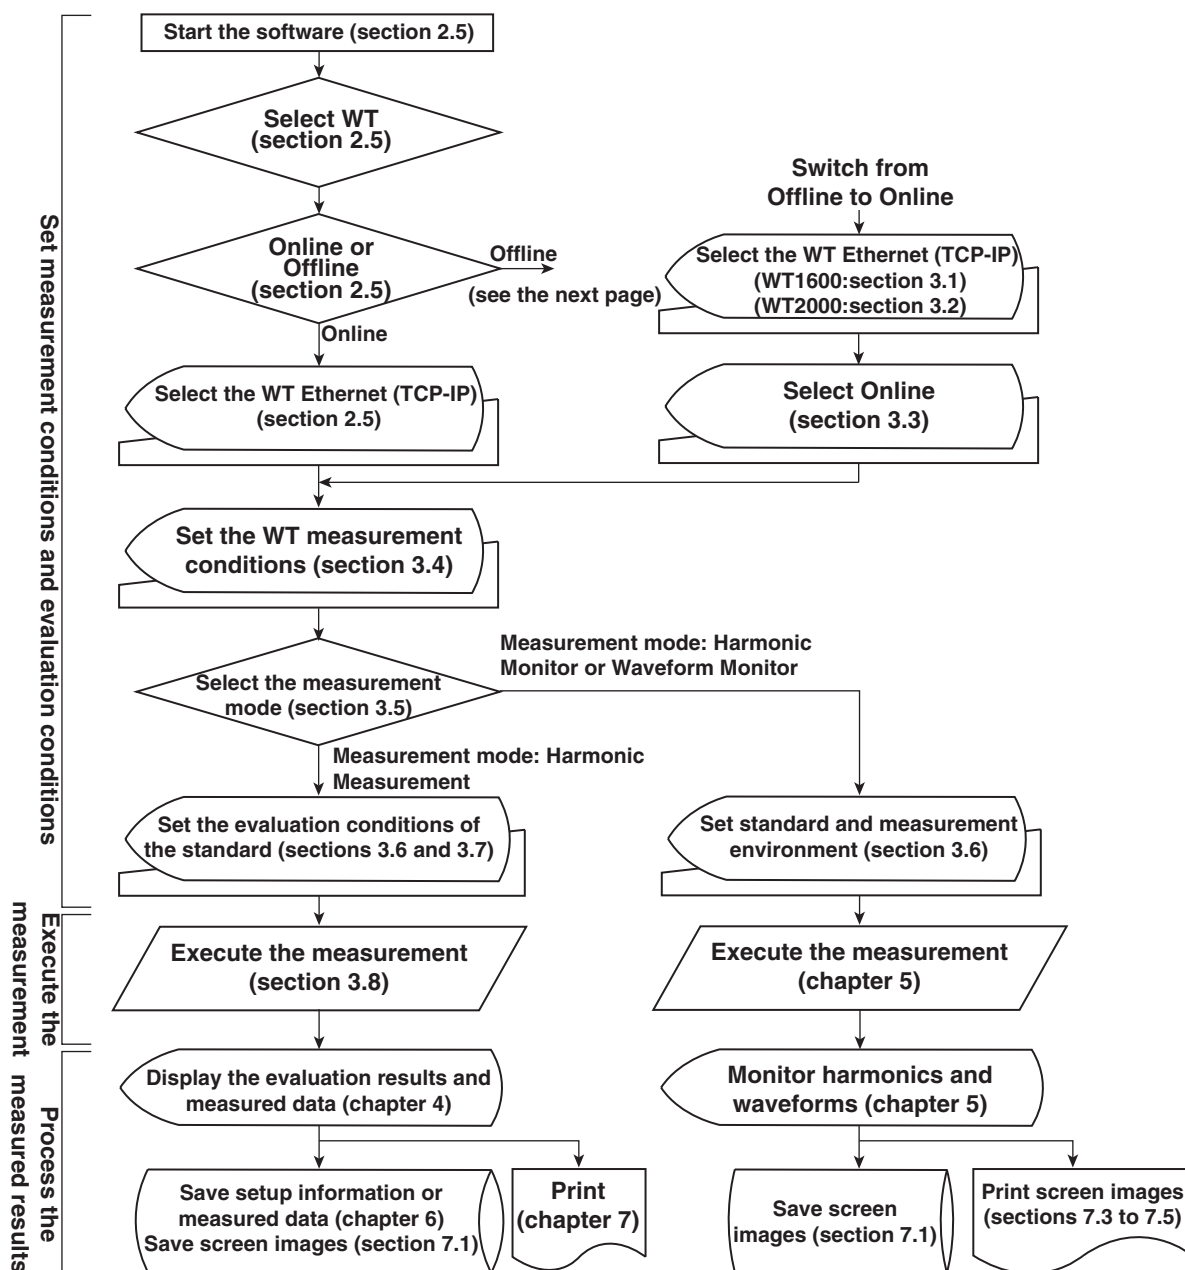 Start the software (section 2.5)
Select WT
(section 2.5)
Online or
Offline
(section 2.5)
Offline
(see the next page)
Online
Switch from
Offline to Online
Select the WT Ethernet (TCP-IP)
(WT1600:section 3.1)
(WT2000:section 3.2)
Select the WT Ethernet (TCP-IP)
(section 2.5)
Select Online
(section 3.3)
Set the WT measurement
conditions (section 3.4)
Select the measurement
mode (section 3.5)
Measurement mode: Harmonic
Monitor or Waveform Monitor
Measurement mode: Harmonic
Measurement
Set the evaluation conditions of
the standard (sections 3.6 and 3.7)
Set standard and measurement
environment (section 3.6)
Set measurement conditions and evaluation conditions
Execute the measurement
(section 3.8)
Execute the measurement
(chapter 5)
Execute the
measurement
Display the evaluation results and
measured data (chapter 4)
Monitor harmonics and
waveforms (chapter 5)
Save setup information or
measured data (chapter 6)
Save screen images (section 7.1)
Print
(chapter 7)
Save screen
images (section 7.1)
Print screen images
(sections 7.3 to 7.5)
Process the
measured results